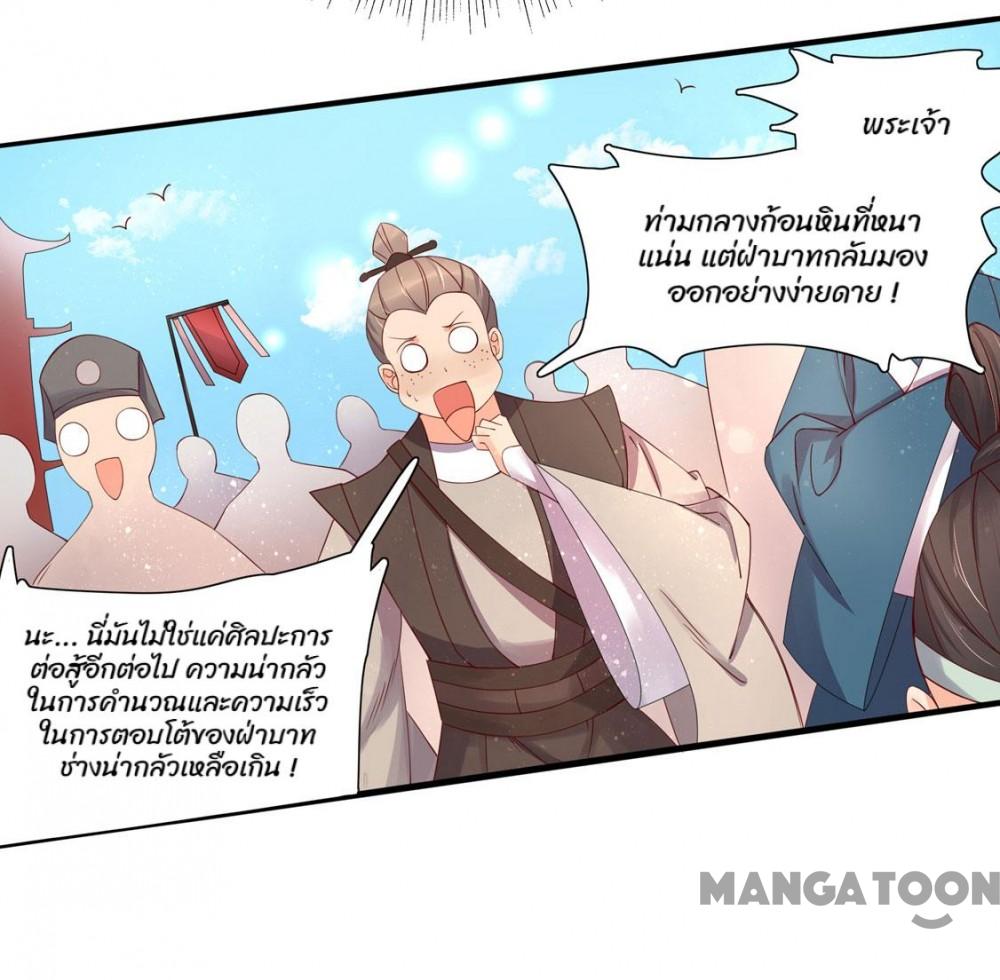 พระเจ้า
ท่ามกลางก้อนหินที่หนา
แน่น แต่ฝ่าบาทกลับมอง
ออกอย่างง่ายดาย !
นะ... นี่มันไม่ใช่แค่ศิลปะการ
ต่อสู้อีกต่อไป ความน่ากลัว
ในการคำนวณและความเร็ว
ในการตอบโต้ของฝ่าบาท
ช่างน่ากลัวเหลือเกิน !
MANGATOON